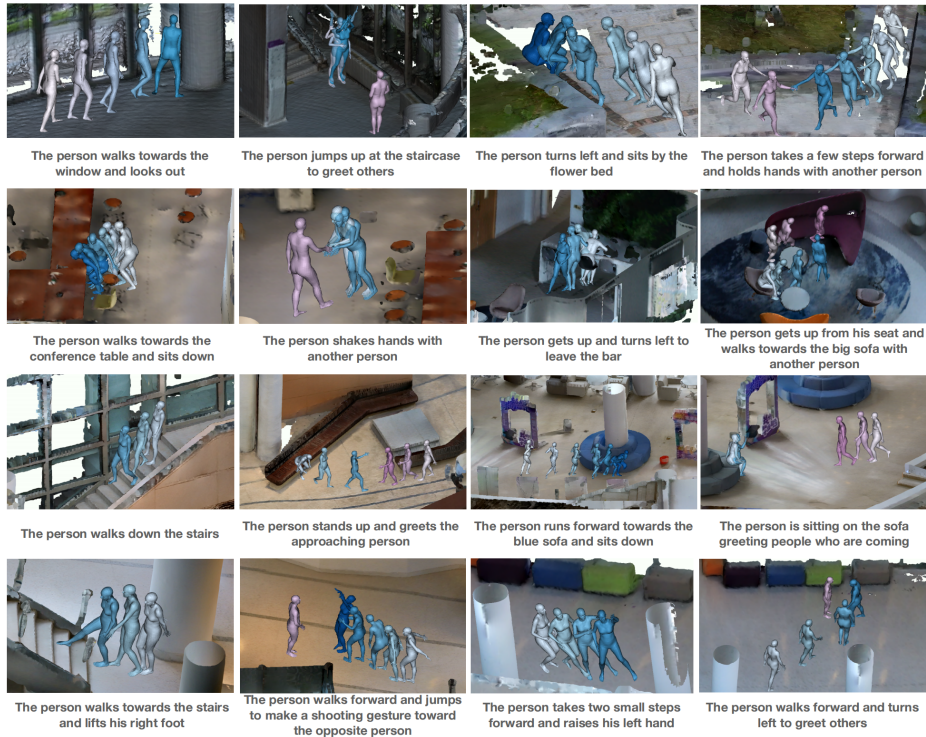 The person walks towards the
window and looks out
The person jumps up at the staircase
to greet others
The person turns left and sits by the
flower bed
The person takes a few steps forward
and holds hands with another person
The person walks towards the
conference table and sits down
The person shakes hands with
another person
The person gets up and turns left to
leave the bar
The person gets up from his seat and
walks towards the big sofa with
another person
The person walks down the stairs
The person stands up and greets the
approaching person
The person runs forward towards the
blue sofa and sits down
The person is sitting on the sofa
greeting people who are coming
The person walks towards the stairs
and lifts his right foot
The person walks forward and jumps
to make a shooting gesture toward
the opposite person
The person takes two small steps
forward and raises his left hand
The person walks forward and turns
left to greet others